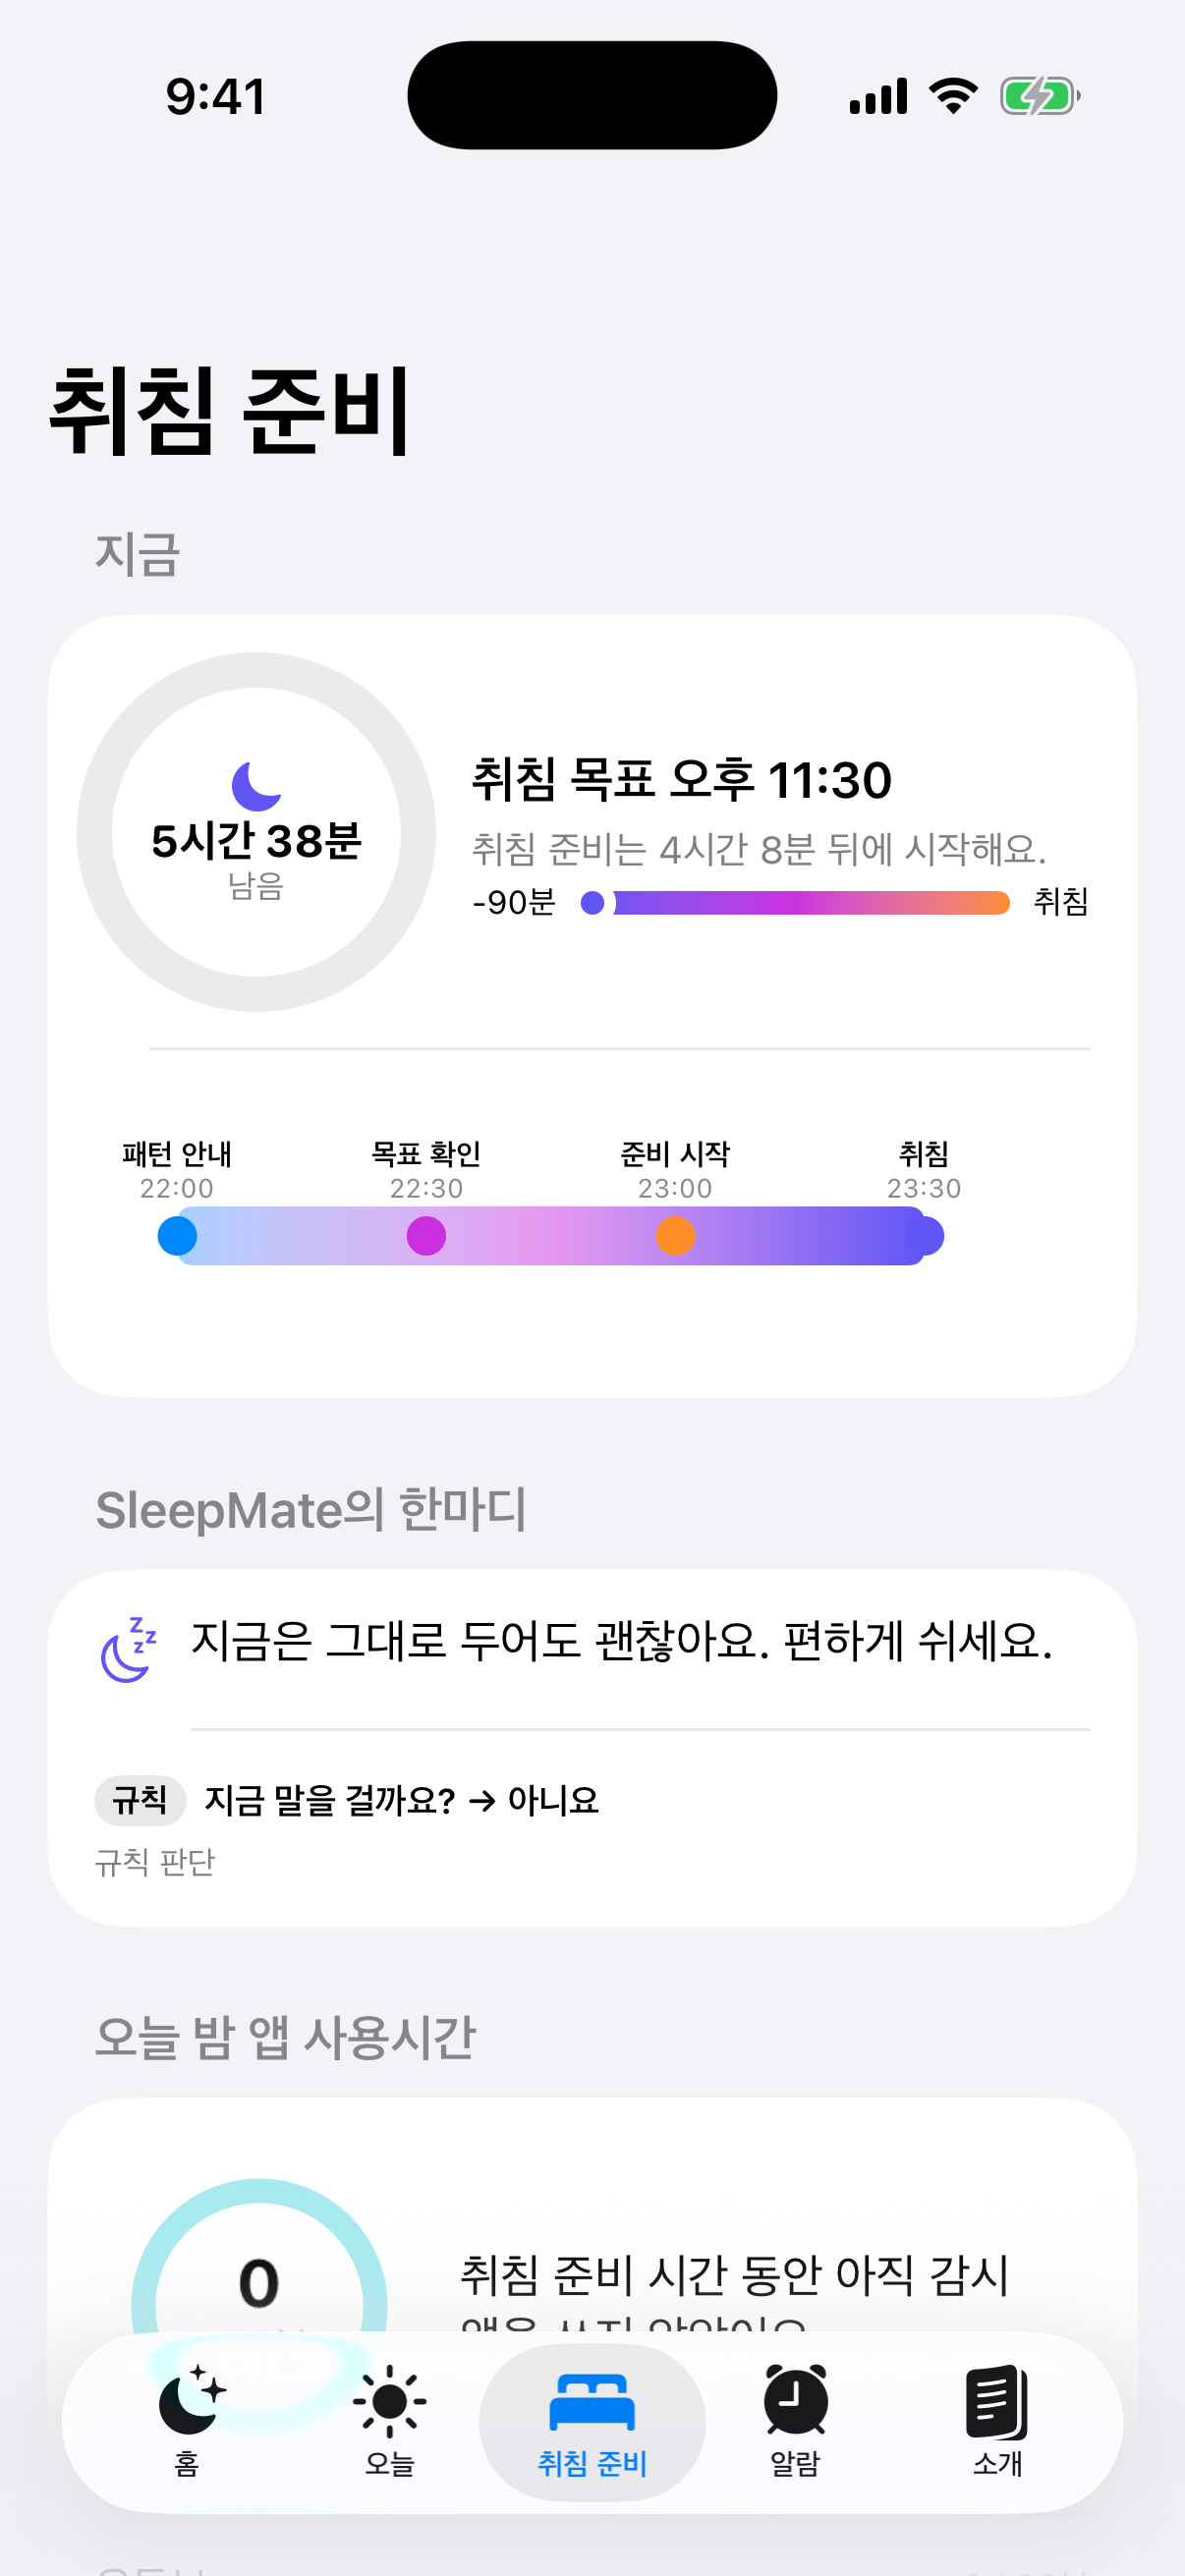 9:41
취침 준비
지금
5시간 38분
남음
취침 목표 오후 11:30
취침 준비는 4시간 8분 뒤에 시작해요.
-90분 취침
패턴 안내 목표 확인 준비 시작 취침
22:00 22:30 23:00 23:30
SleepMate의 한마디
지금은 그대로 두어도 괜찮아요. 편하게 쉬세요.
규칙 지금 말을 걸까요? → 아니요
규칙 판단
오늘 밤 앱 사용시간
0
취침 준비 시간 동안 아직 감시
홈 오늘 취침 준비 알람 소개